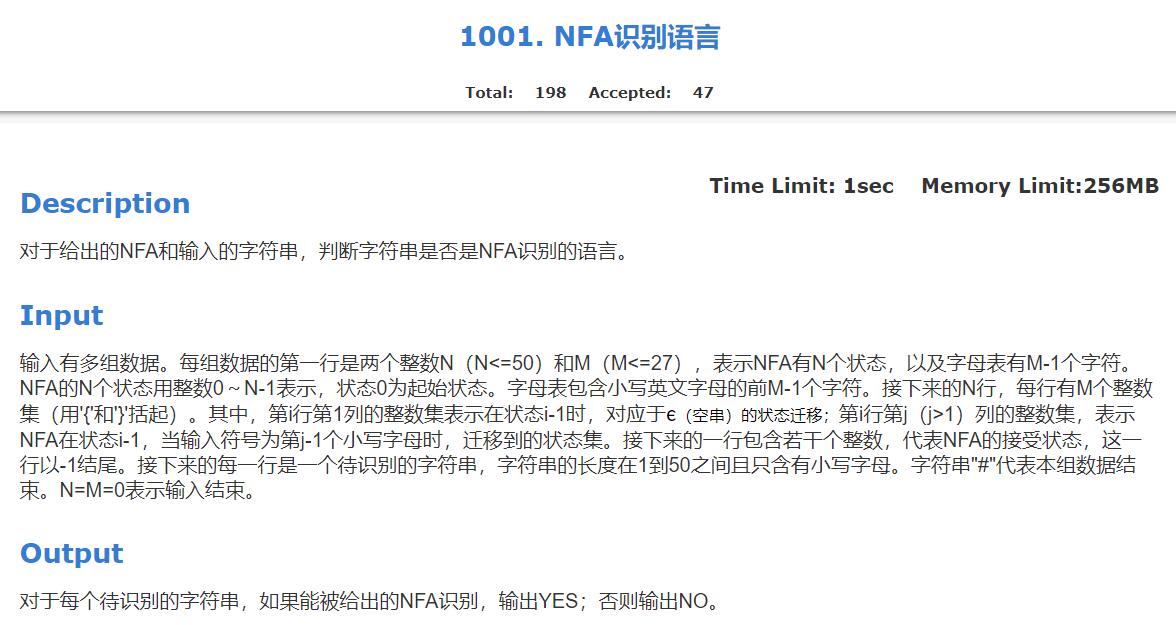 1001. NFA识别语言
Total: 198 Accepted: 47
Time Limit: 1sec Memory Limit:256MB
Description
对于给出的NFA和输入的字符串，判断字符串是否是NFA识别的语言。
Input
输入有多组数据。每组数据的第一行是两个整数N（N<=50）和M（M<=27），表示NFA有N个状态，以及字母表有M-1个字符。
NFA的N个状态用整数0～N-1表示，状态0为起始状态。字母表包含小写英文字母的前M-1个字符。接下来的N行，每行有M个整数
集（用'{'和'}'括起）。其中，第i行第1列的整数集表示在状态i-1时，对应于ϵ（空串）的状态迁移；第i行第j（j>1）列的整数集，表示
NFA在状态i-1，当输入符号为第j-1个小写字母时，迁移到的状态集。接下来的一行包含若干个整数，代表NFA的接受状态，这一
行以-1结尾。接下来的每一行是一个待识别的字符串，字符串的长度在1到50之间且只含有小写字母。字符串"#"代表本组数据结
束。N=M=0表示输入结束。
Output
对于每个待识别的字符串，如果能被给出的NFA识别，输出YES；否则输出NO。